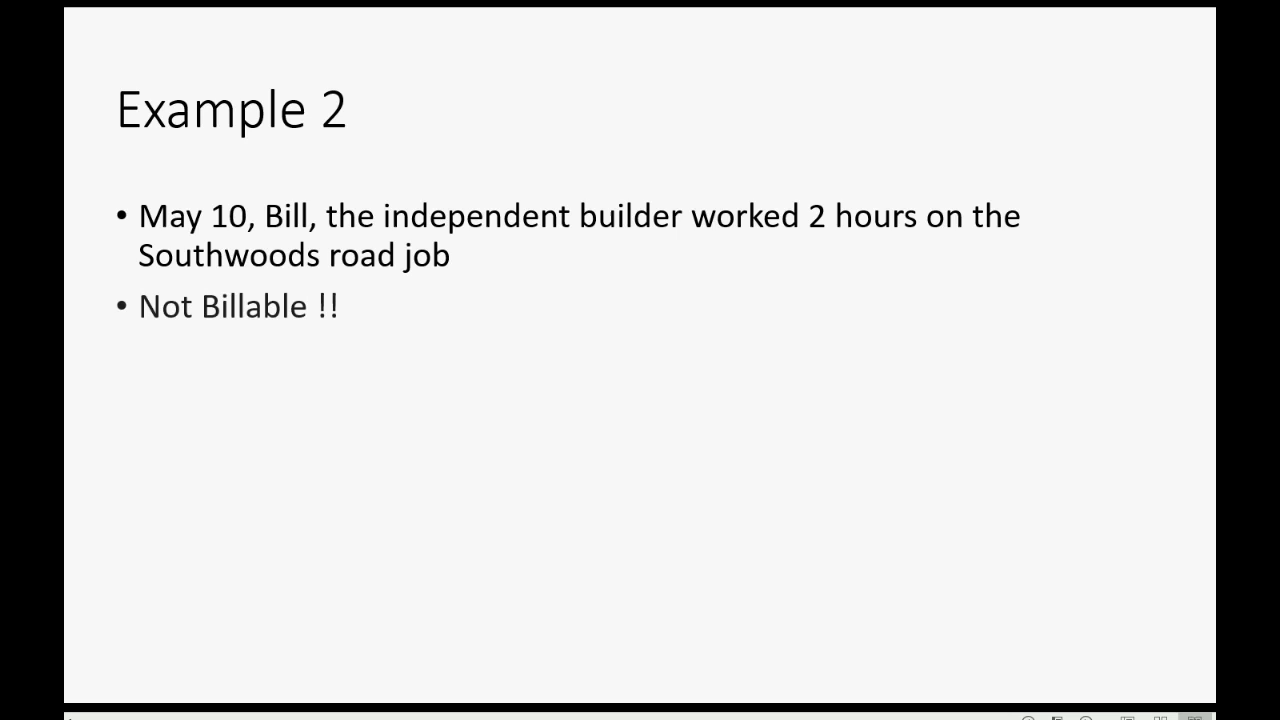 Example 2
• May 10, Bill, the independent builder worked 2 hours on the
Southwoods road job
• Not Billable !!